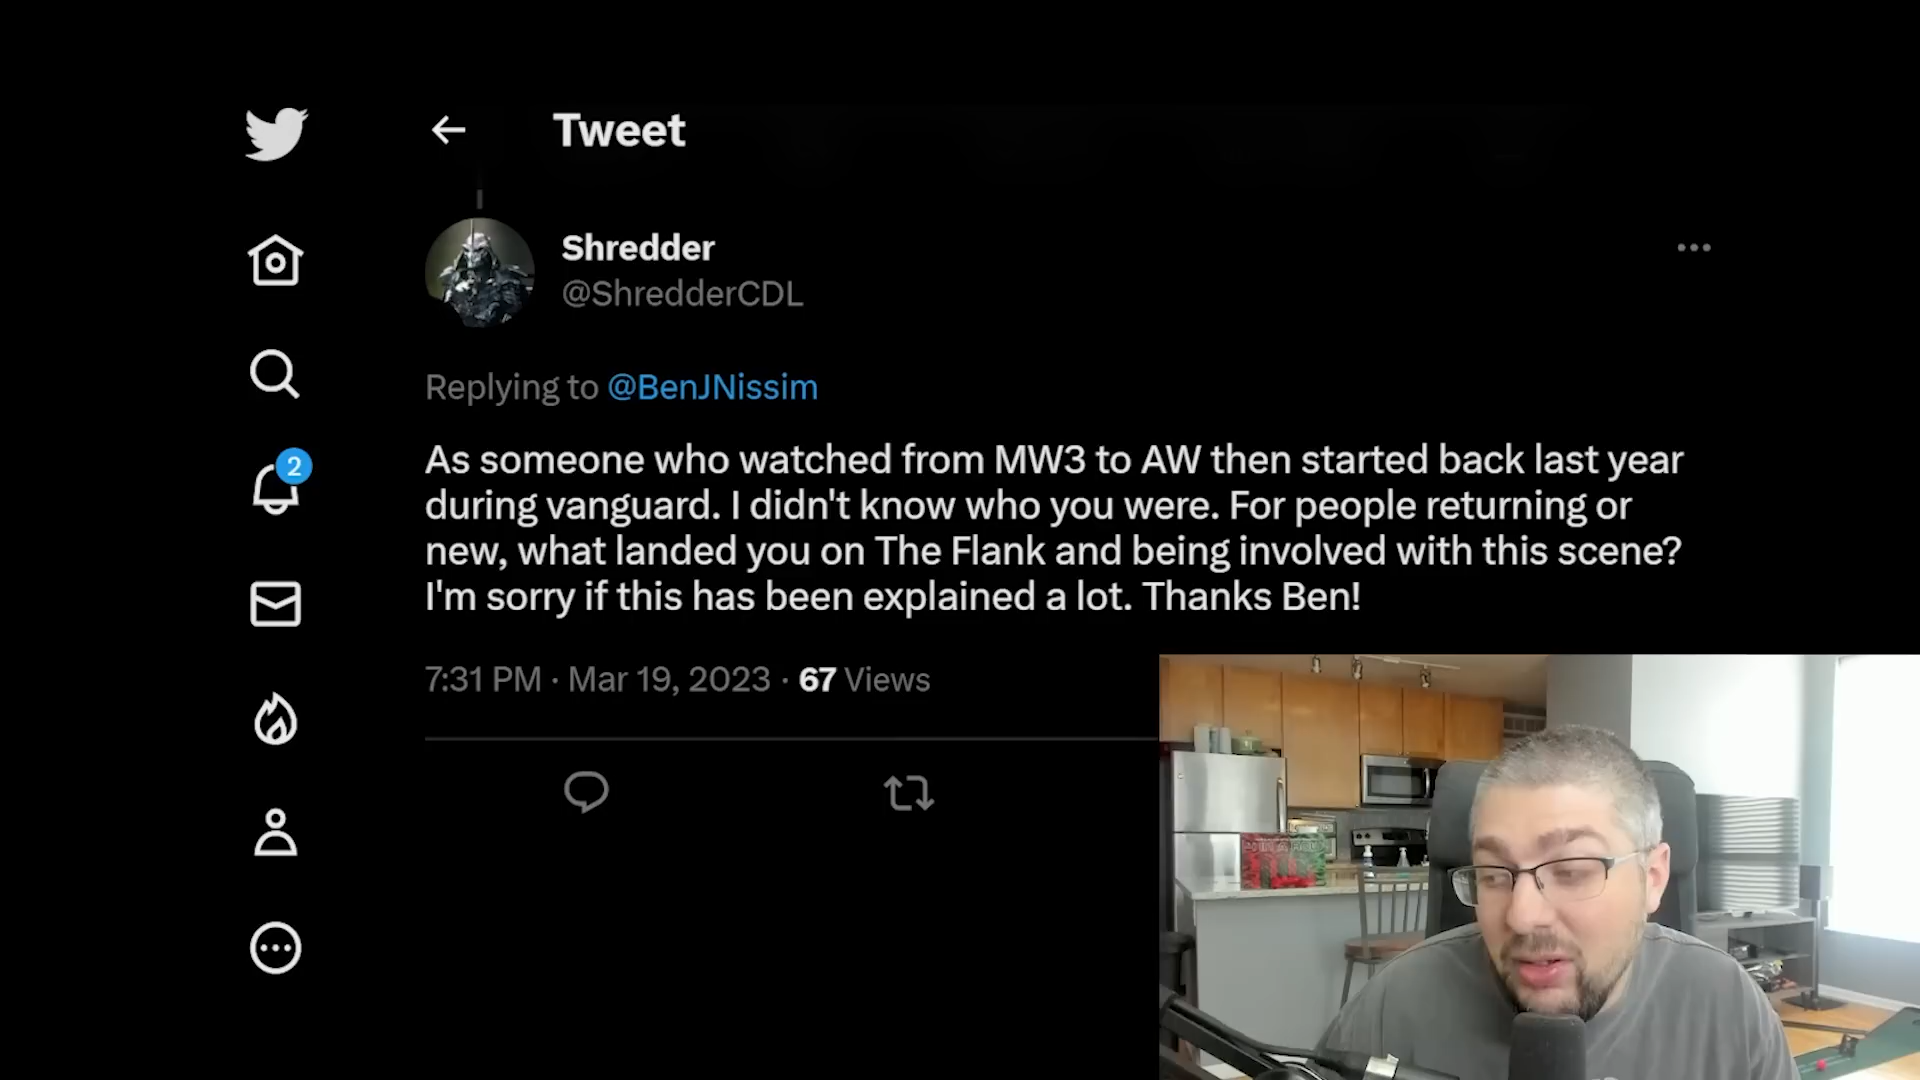 Tweet
Shredder
@ShredderCDL
Replying to @BenJNissim
2
As someone who watched from MW3 to AW then started back last year
during vanguard. I didn't know who you were. For people returning or
new, what landed you on The Flank and being involved with this scene?
I'm sorry if this has been explained a lot. Thanks Ben!
7:31 PM · Mar 19, 2023 · 67 Views